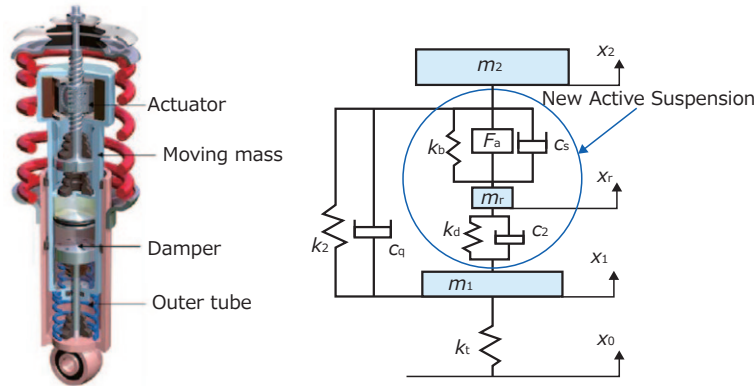 Actuator
Moving mass
Damper
Outer tube
x2
m2
New Active Suspension
kb
Fa
cs
xr
mr
kd
c2
k2
cq
x1
m1
kt
x0